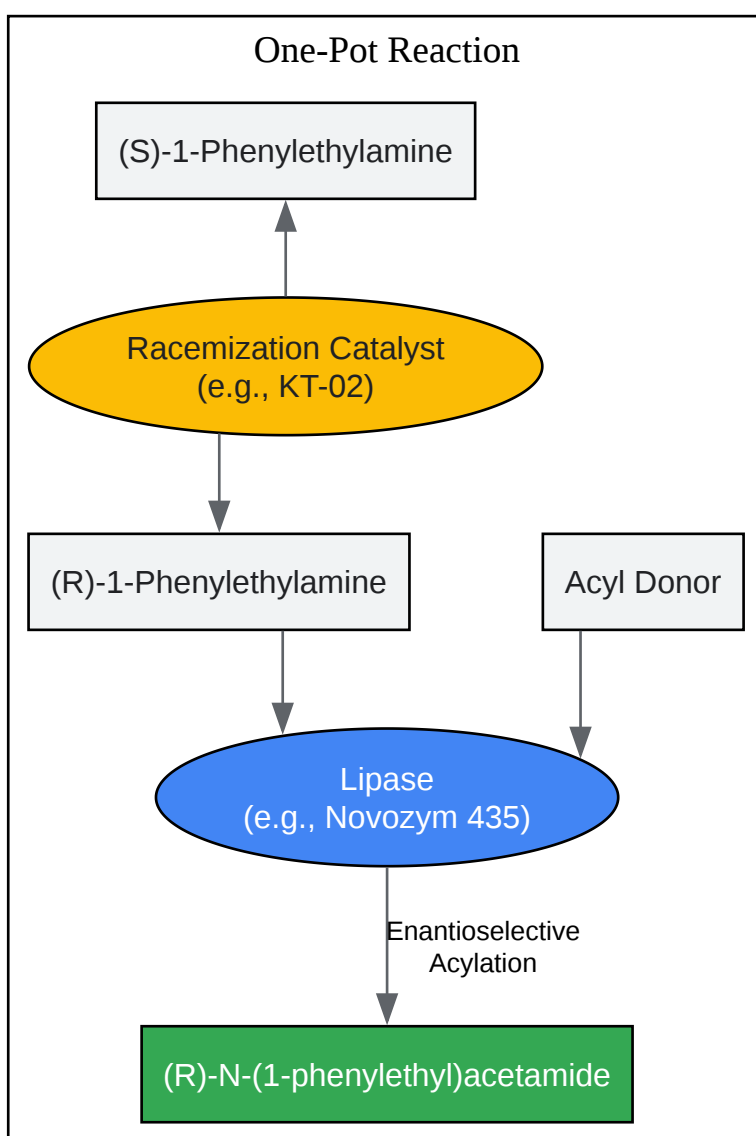 One-Pot Reaction
(S)-1-Phenylethylamine
Racemization Catalyst
(e.g., KT-02)
(R)-1-Phenylethylamine
Acyl Donor
Lipase
(e.g., Novozym 435)
Enantioselective
Acylation
(R)-N-(1-phenylethyl)acetamide